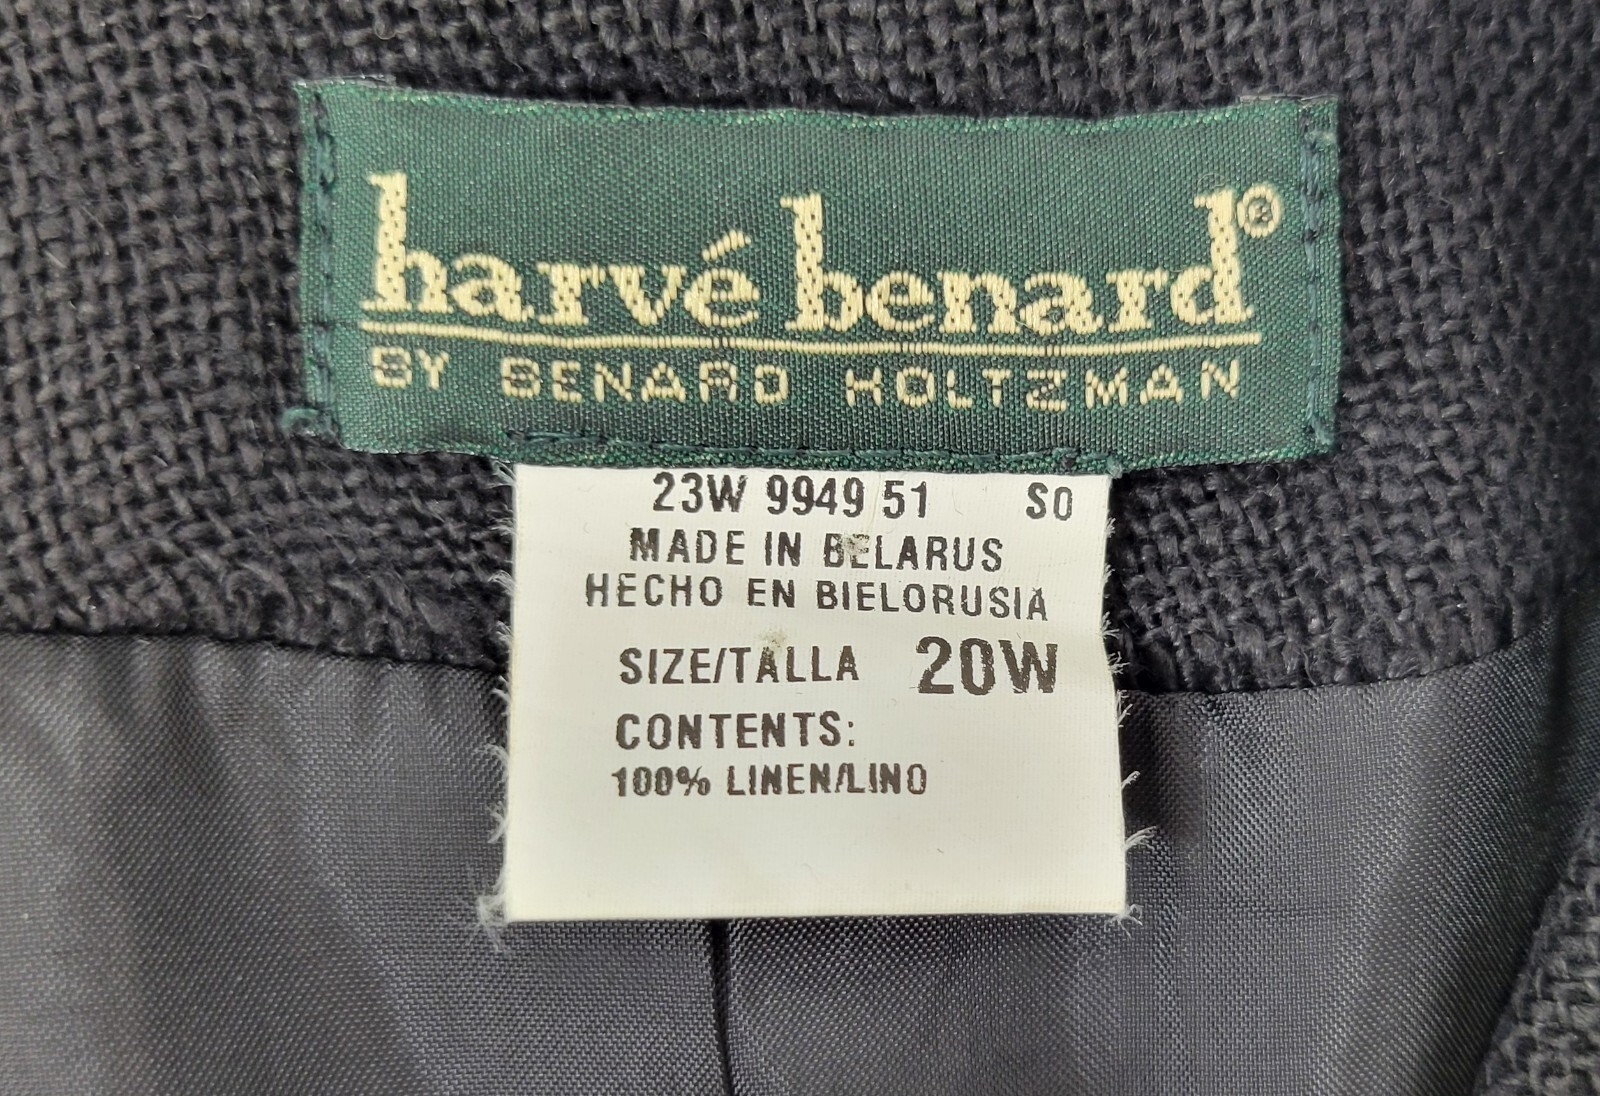 harvé benard®
BY BENARD HOLTZMAN
23W 9949 51 S0
MADE IN BELARUS
HECHO EN BIELORUSIA
SIZE/TALLA 20W
CONTENTS:
100% LINEN/LINO